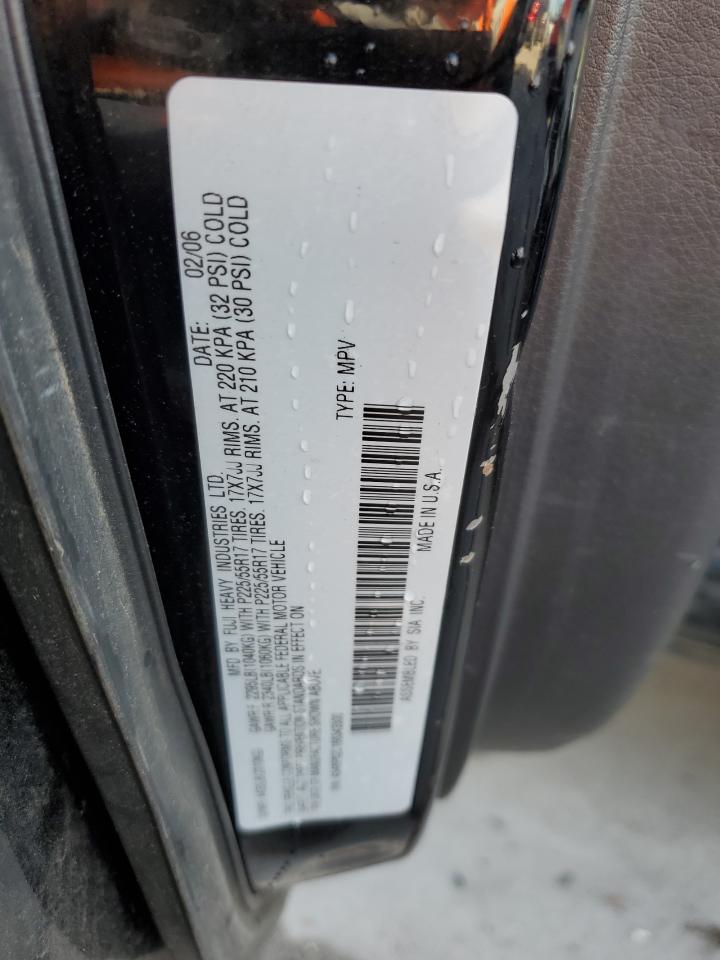 MFD. BY FUJI HEAVY INDUSTRIES LTD. DATE: 02/06
GAWR F 2295LB(1040KG) WITH P225/55R17 TIRES. 17X7JJ RIMS. AT 220 KPA (32 PSI) COLD
GAWR R 2340LB(1060KG) WITH P225/55R17 TIRES. 17X7JJ RIMS. AT 210 KPA (30 PSI) COLD
THIS VEHICLE CONFORMS TO ALL APPLICABLE FEDERAL MOTOR VEHICLE
SAFETY AND THEFT PREVENTION STANDARDS IN EFFECT ON
THE DATE OF MANUFACTURE SHOWN ABOVE.
TYPE: MPV
ASSEMBLED BY SIA INC. MADE IN U.S.A.